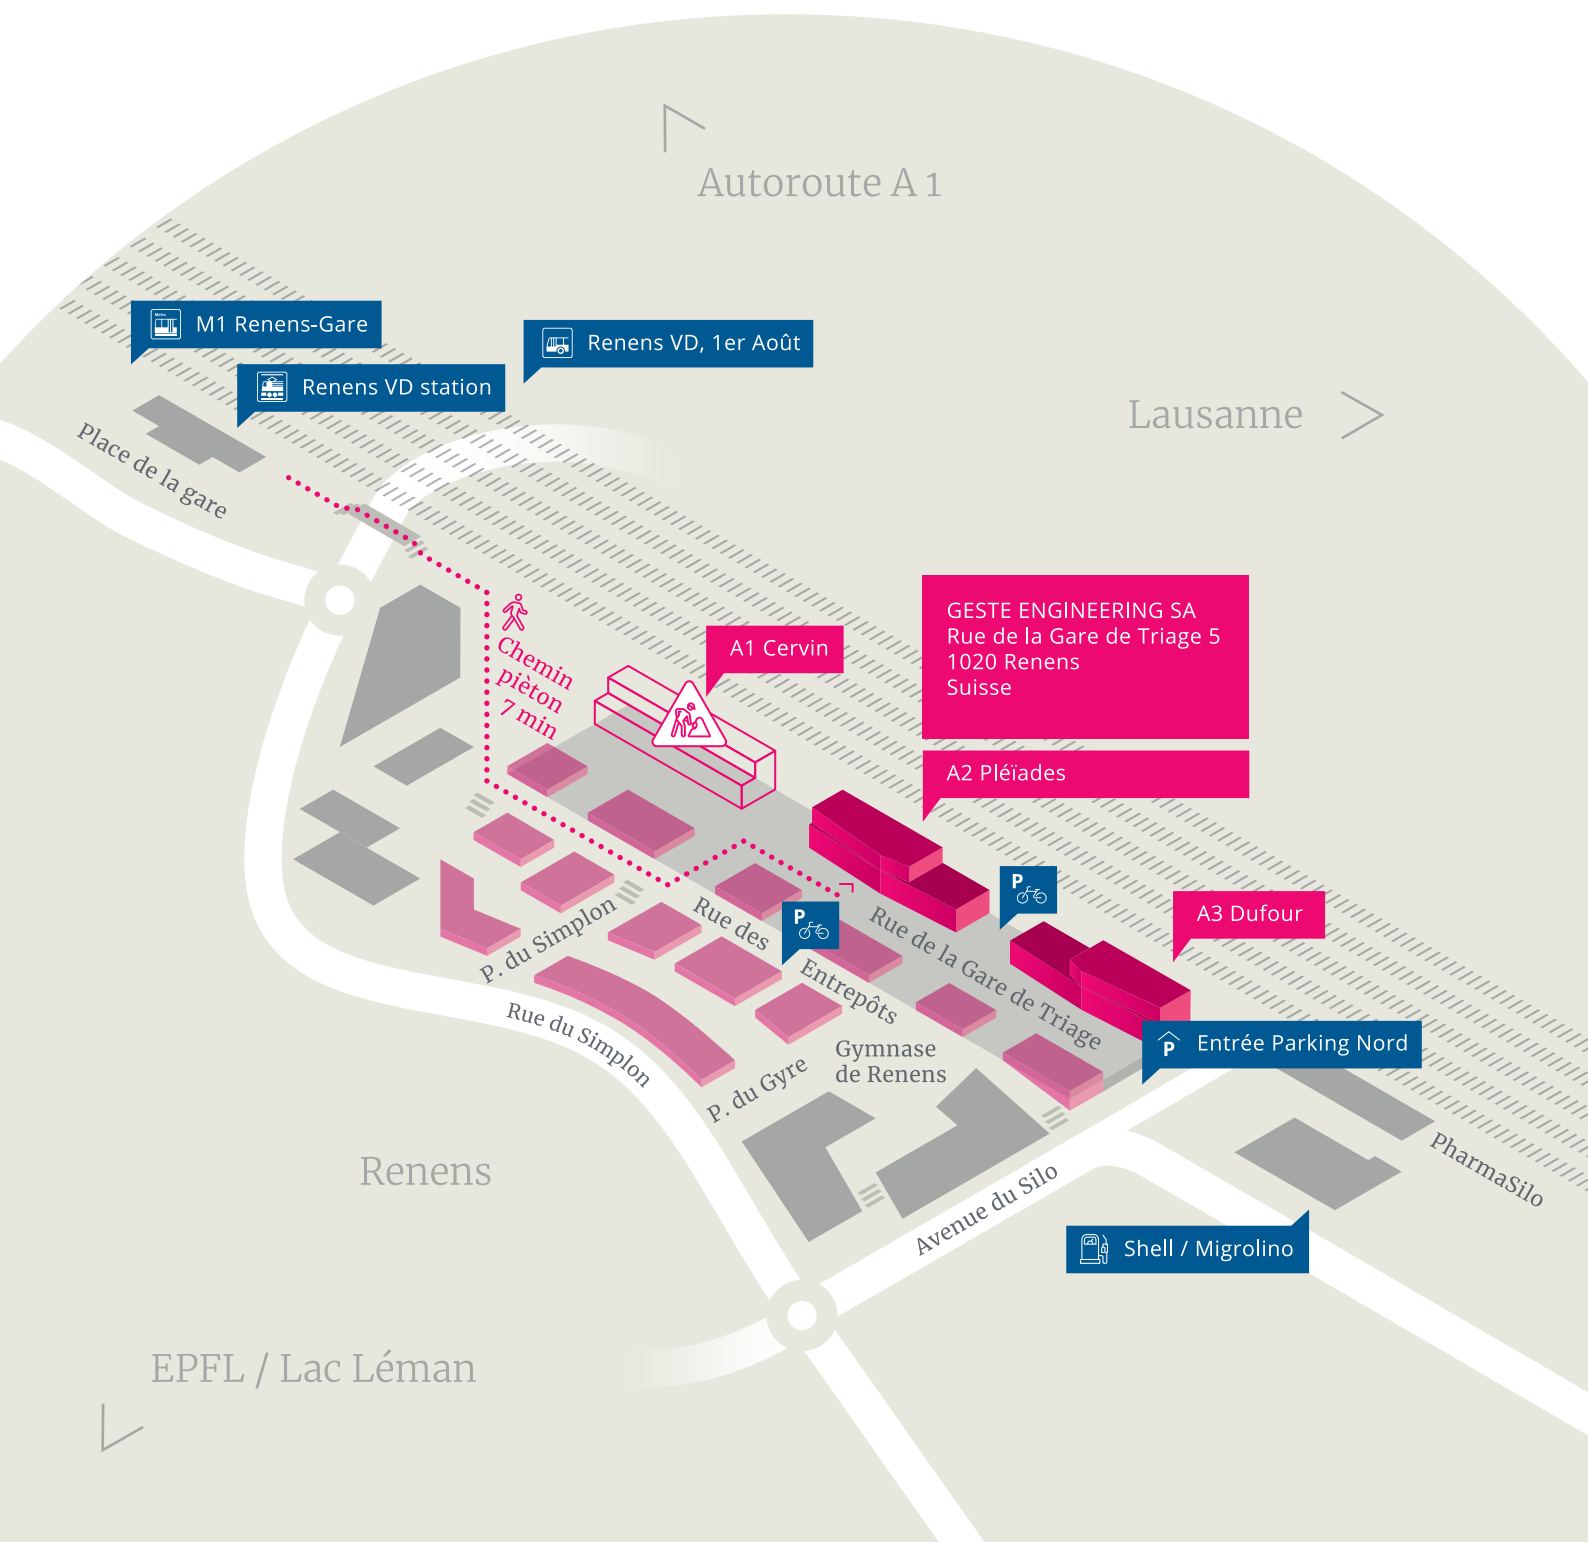 Autoroute A 1
Metro
M1 Renens-Gare
Renens VD, 1er Août
Renens VD station
Lausanne
Place de la gare
Chemin
pièton
7 min
A1 Cervin
GESTE ENGINEERING SA
Rue de la Gare de Triage 5
1020 Renens
Suisse
A2 Pléïades
P
A3 Dufour
P
Rue de la Gare de Triage
Rue des
Entrepôts
P. du Simplon
Rue du Simplon
P. du Gyre
Gymnase
de Renens
P
Entrée Parking Nord
PharmaSilo
Avenue du Silo
Renens
Shell / Migrolino
EPFL / Lac Léman